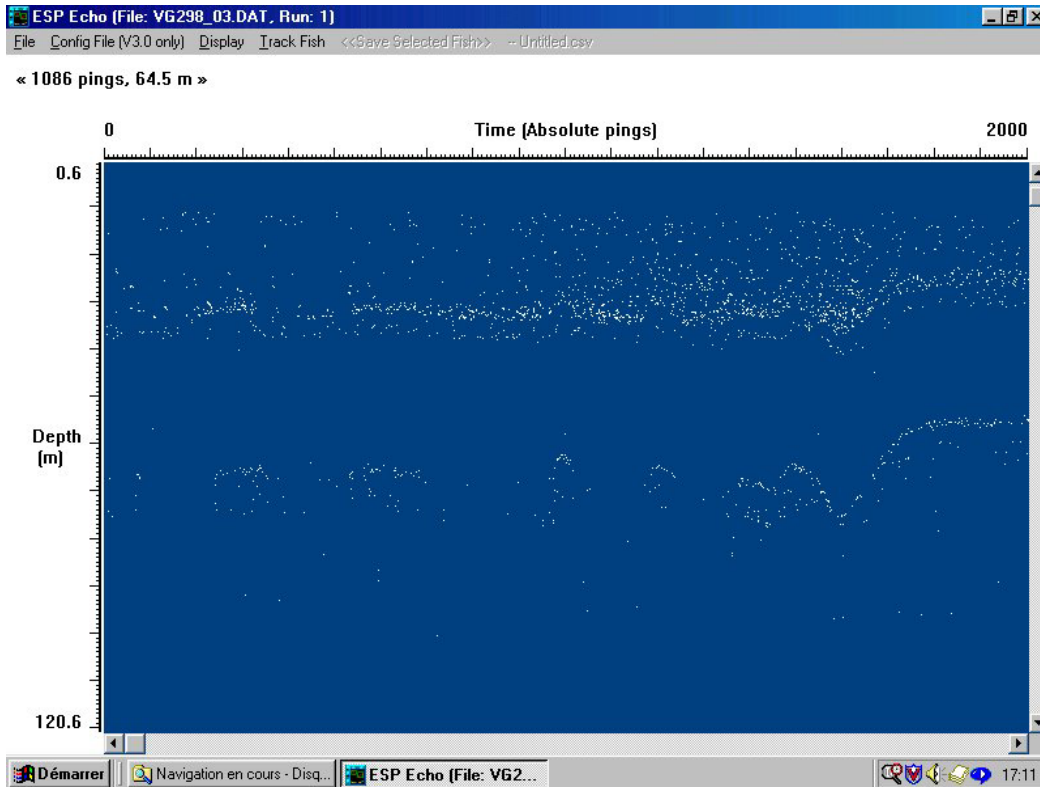 ESP Echo (File: VG298_03.DAT, Run: 1)
File Config File (V3.0 only) Display Track Fish <<Save Selected Fish>> -- Untitled.csv
« 1086 pings, 64.5 m »
0 Time (Absolute pings) 2000
0.6
Depth
(m)
120.6
Démarrer Navigation en cours - Disq... ESP Echo (File: VG2... 17:11